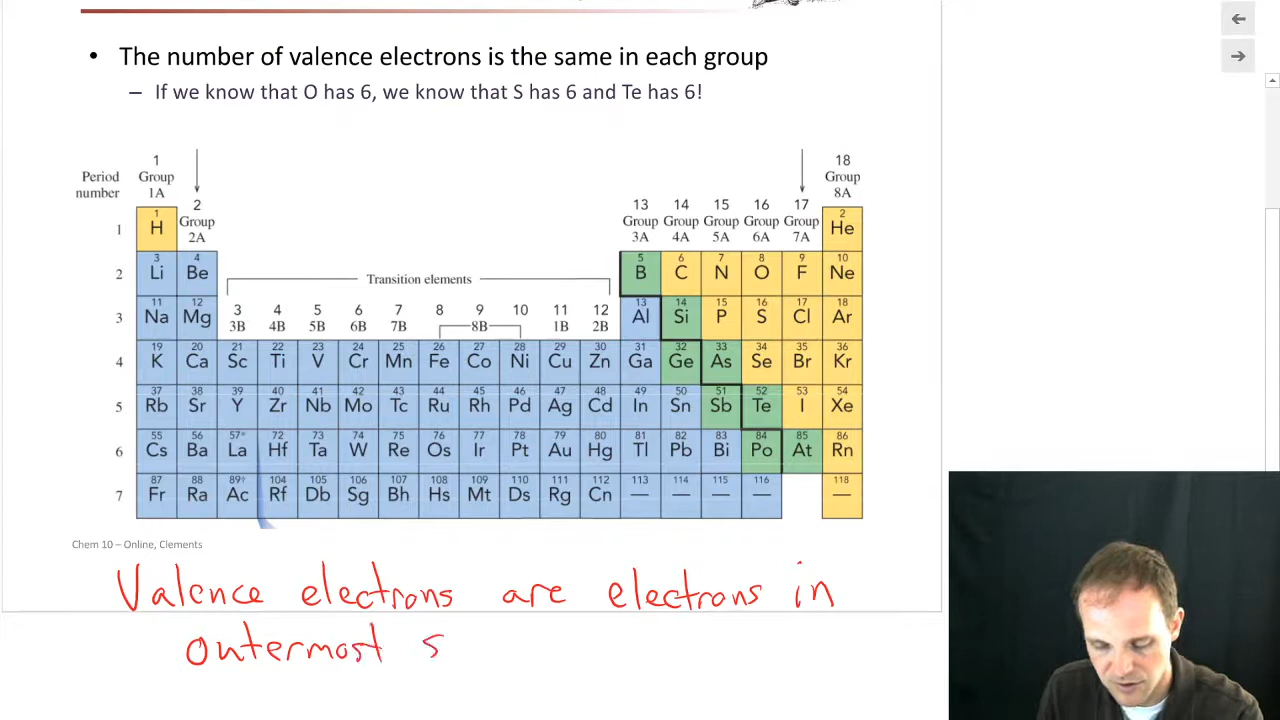 • The number of valence electrons is the same in each group
– If we know that O has 6, we know that S has 6 and Te has 6!
1 18
Period Group Group
number 1A 8A
2 13 14 15 16 17
Group Group Group Group Group Group
2A 3A 4A 5A 6A 7A
1 1 H 2 He
2 3 Li 4 Be 5 B 6 C 7 N 8 O 9 F 10 Ne
Transition elements
3 4 5 6 7 8 9 10 11 12
3B 4B 5B 6B 7B 8B 1B 2B
3 11 Na 12 Mg 13 Al 14 Si 15 P 16 S 17 Cl 18 Ar
4 19 K 20 Ca 21 Sc 22 Ti 23 V 24 Cr 25 Mn 26 Fe 27 Co 28 Ni 29 Cu 30 Zn 31 Ga 32 Ge 33 As 34 Se 35 Br 36 Kr
5 37 Rb 38 Sr 39 Y 40 Zr 41 Nb 42 Mo 43 Tc 44 Ru 45 Rh 46 Pd 47 Ag 48 Cd 49 In 50 Sn 51 Sb 52 Te 53 I 54 Xe
6 55 Cs 56 Ba 57* La 72 Hf 73 Ta 74 W 75 Re 76 Os 77 Ir 78 Pt 79 Au 80 Hg 81 Tl 82 Pb 83 Bi 84 Po 85 At 86 Rn
7 87 Fr 88 Ra 89† Ac 104 Rf 105 Db 106 Sg 107 Bh 108 Hs 109 Mt 110 Ds 111 Rg 112 Cn 113 — 114 — 115 — 116 — 118 —
Chem 10 – Online, Clements
Valence electrons are electrons in
outermost s